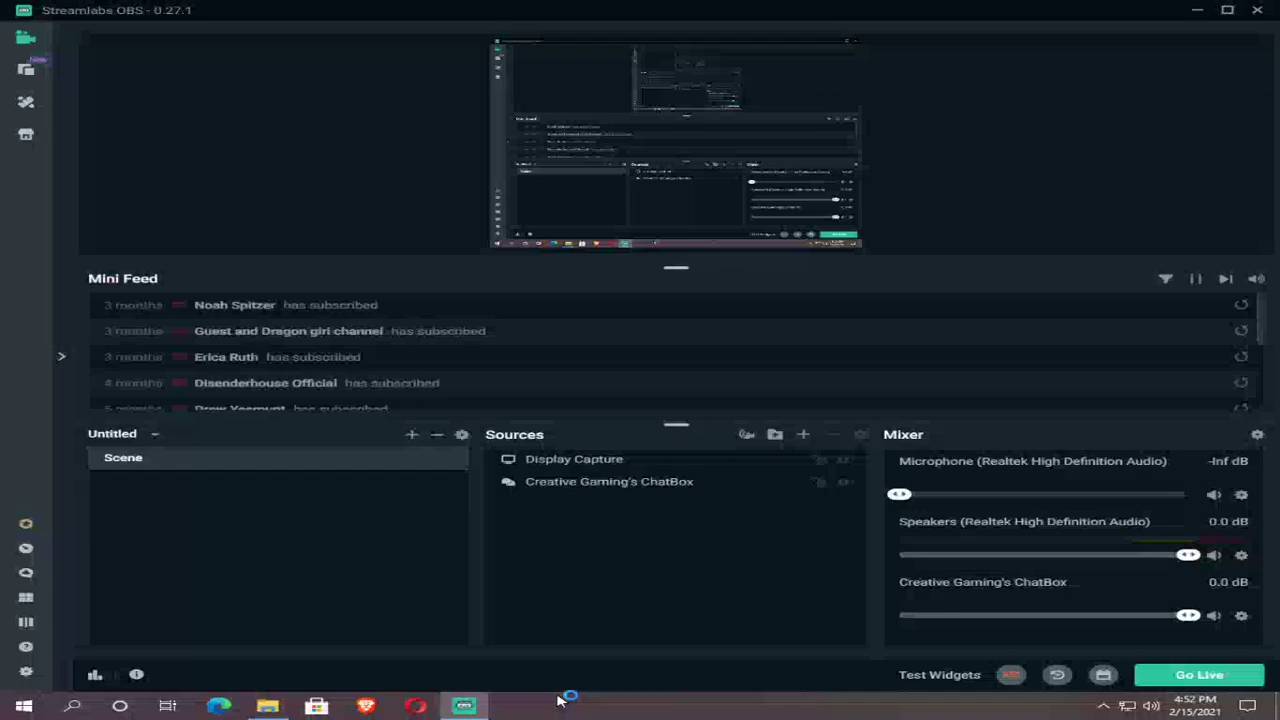 Streamlabs OBS - 0.27.1
New
Mini Feed
3 months Noah Spitzer has subscribed
3 months Guest and Dragon girl channel has subscribed
3 months Erica Ruth has subscribed
4 months Disenderhouse Official has subscribed
has subscribed
Untitled
Scene
Sources
Display Capture
Creative Gaming's ChatBox
Mixer
Microphone (Realtek High Definition Audio) -Inf dB
Speakers (Realtek High Definition Audio) 0.0 dB
Creative Gaming's ChatBox 0.0 dB
Test Widgets
Go Live
4:52 PM
2/15/2021